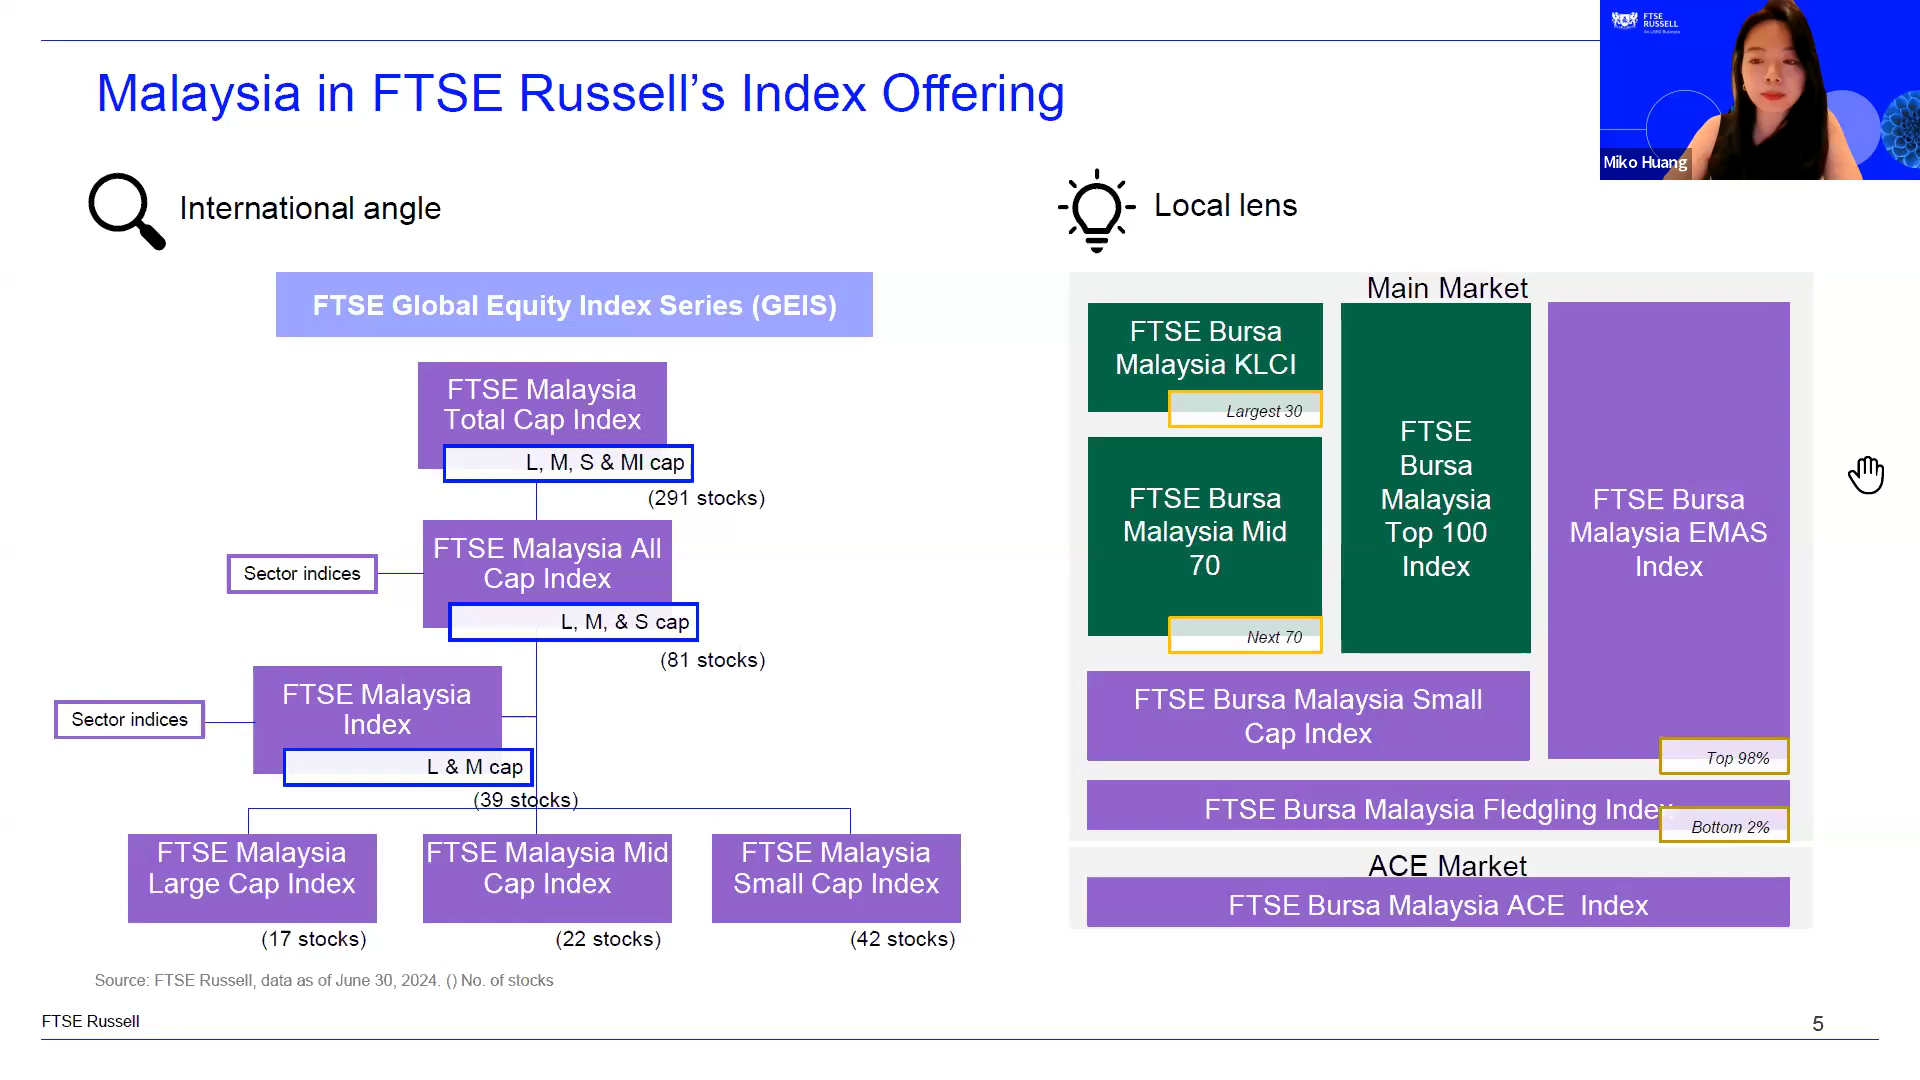 Malaysia in FTSE Russell’s Index Offering
FTSE
RUSSELL
An LSEG Business
Miko Huang
International angle
FTSE Global Equity Index Series (GEIS)
FTSE Malaysia
Total Cap Index
L, M, S & MI cap
(291 stocks)
FTSE Malaysia All
Cap Index
Sector indices
L, M, & S cap
(81 stocks)
FTSE Malaysia
Index
Sector indices
L & M cap
(39 stocks)
FTSE Malaysia
Large Cap Index
(17 stocks)
FTSE Malaysia Mid
Cap Index
(22 stocks)
FTSE Malaysia
Small Cap Index
(42 stocks)
Local lens
Main Market
FTSE Bursa
Malaysia KLCI
Largest 30
FTSE Bursa
Malaysia Mid
70
Next 70
FTSE
Bursa
Malaysia
Top 100
Index
FTSE Bursa
Malaysia EMAS
Index
Top 98%
FTSE Bursa Malaysia Small
Cap Index
FTSE Bursa Malaysia Fledgling Index
Bottom 2%
ACE Market
FTSE Bursa Malaysia ACE Index
Source: FTSE Russell, data as of June 30, 2024. () No. of stocks
FTSE Russell
5